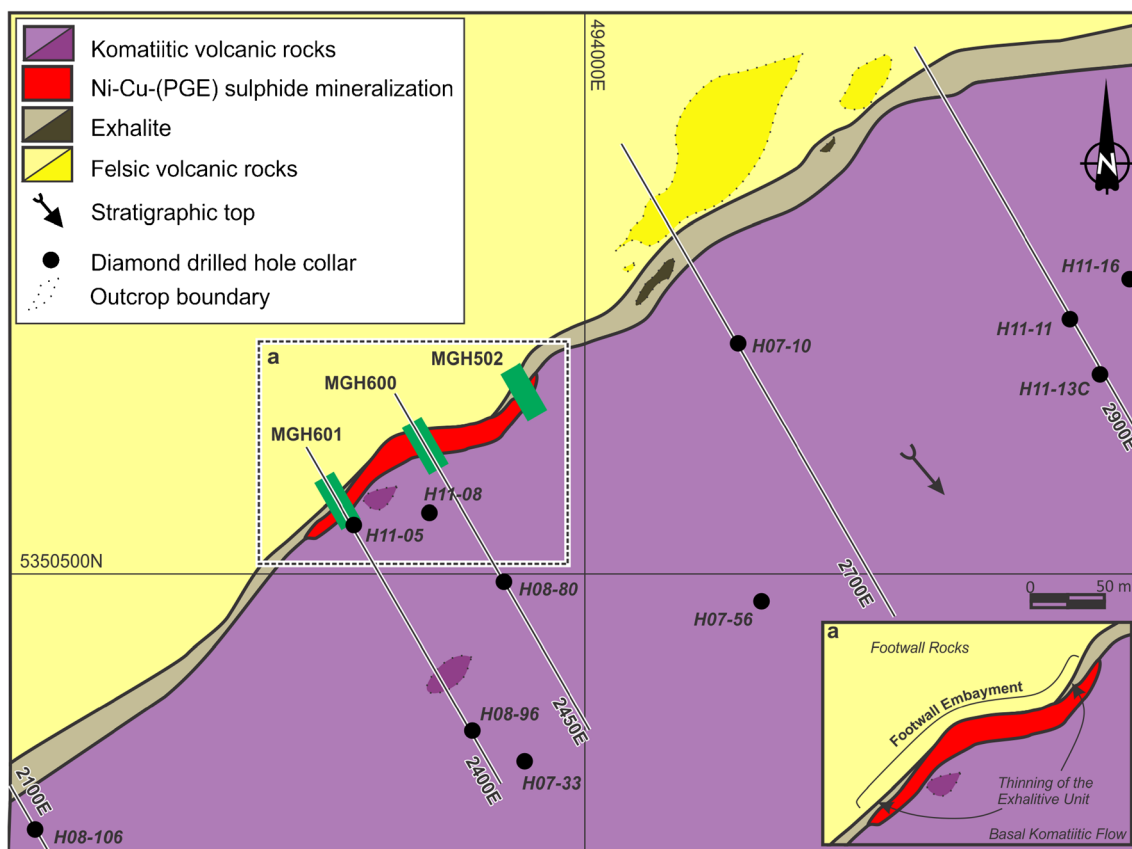 Komatiitic volcanic rocks
Ni-Cu-(PGE) sulphide mineralization
Exhalite
Felsic volcanic rocks
Stratigraphic top
Diamond drilled hole collar
Outcrop boundary
494000E
N
H11-16
H11-11
H07-10
H11-13C
2900E
a
MGH502
MGH600
MGH601
H11-08
H11-05
5350500N
H08-80
2700E
0 50 m
H07-56
a
Footwall Rocks
Footwall Embayment
Thinning of the
Exhalitive Unit
Basal Komatiitic Flow
2450E
H08-96
H07-33
2400E
2100E
H08-106